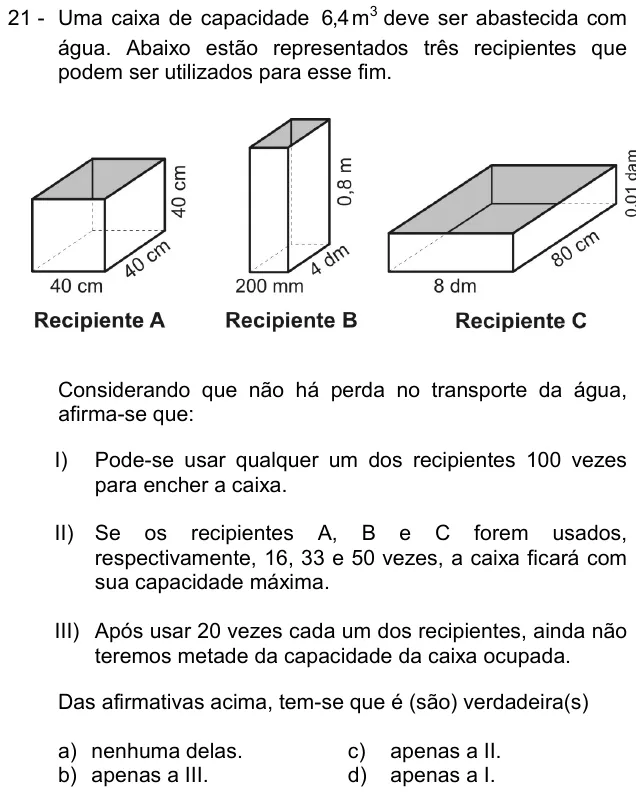 21 - Uma caixa de capacidade 6,4 m³ deve ser abastecida com
água. Abaixo estão representados três recipientes que
podem ser utilizados para esse fim.
40 cm
40 cm
40 cm
Recipiente A
0,8 m
200 mm
4 dm
Recipiente B
0,01 dam
8 dm
80 cm
Recipiente C
Considerando que não há perda no transporte da água,
afirma-se que:
I) Pode-se usar qualquer um dos recipientes 100 vezes
para encher a caixa.
II) Se os recipientes A, B e C forem usados,
respectivamente, 16, 33 e 50 vezes, a caixa ficará com
sua capacidade máxima.
III) Após usar 20 vezes cada um dos recipientes, ainda não
teremos metade da capacidade da caixa ocupada.
Das afirmativas acima, tem-se que é (são) verdadeira(s)
a) nenhuma delas.
b) apenas a III.
c) apenas a II.
d) apenas a I.